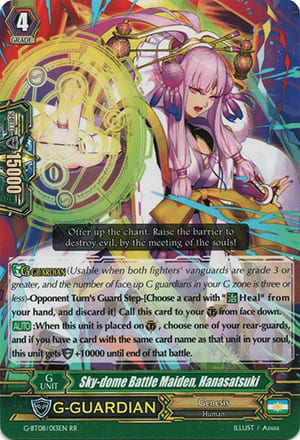 4
GRADE
15000
Offer up the chant. Raise the barrier to
destroy evil, by the meeting of the souls!
G GUARDIAN (Usable when both fighters' vanguards are grade 3 or
greater, and the number of face up G guardians in your G zone is three or
less)-Opponent Turn's Guard Step-[Choose a card with "Heal" from
your hand, and discard it] Call this card to your G from face down.
AUTO :When this unit is placed on G, choose one of your rear-guards,
and if you have a card with the same card name as that unit in your soul,
this unit gets +10000 until end of that battle.
G
UNIT
Sky-dome Battle Maiden, Hanasatsuki
G-GUARDIAN
Genesis
Human
G-BT08/013EN RR
ILLUST / Azusa